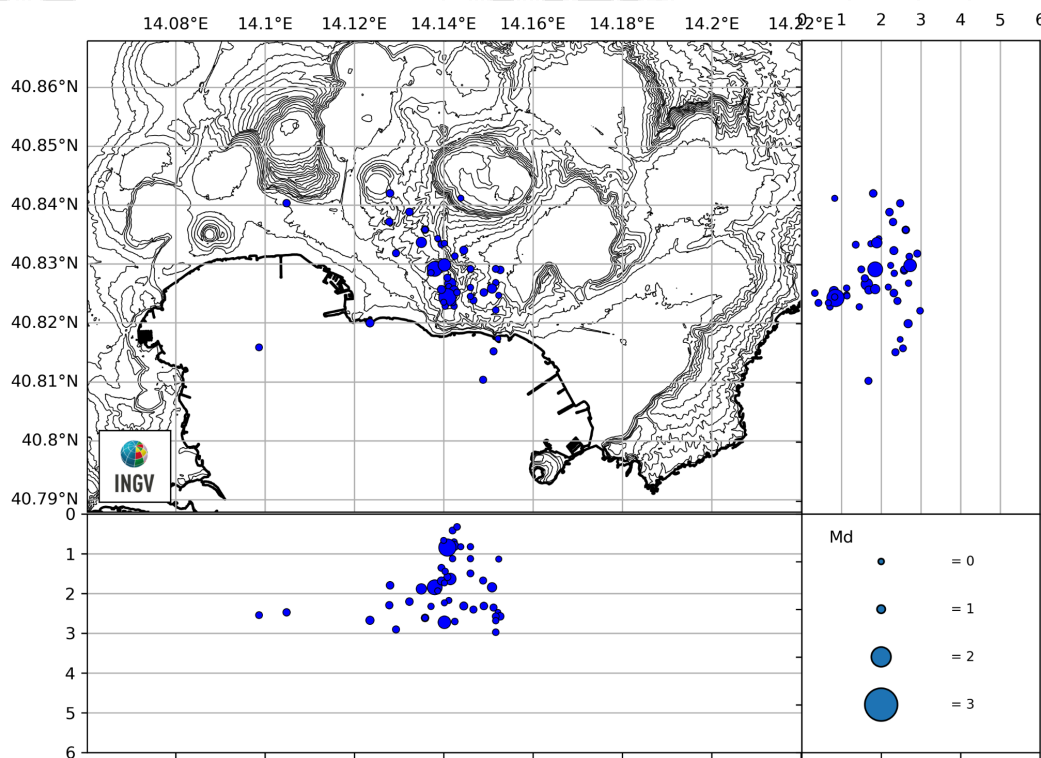 14.08°E 14.1°E 14.12°E 14.14°E 14.16°E 14.18°E 14.2°E 14.22°E 0 1 2 3 4 5 6
40.86°N
40.85°N
40.84°N
40.83°N
40.82°N
40.81°N
40.8°N
INGV
40.79°N
0
Md
1
= 0
2
= 1
3
= 2
4
= 3
5
6